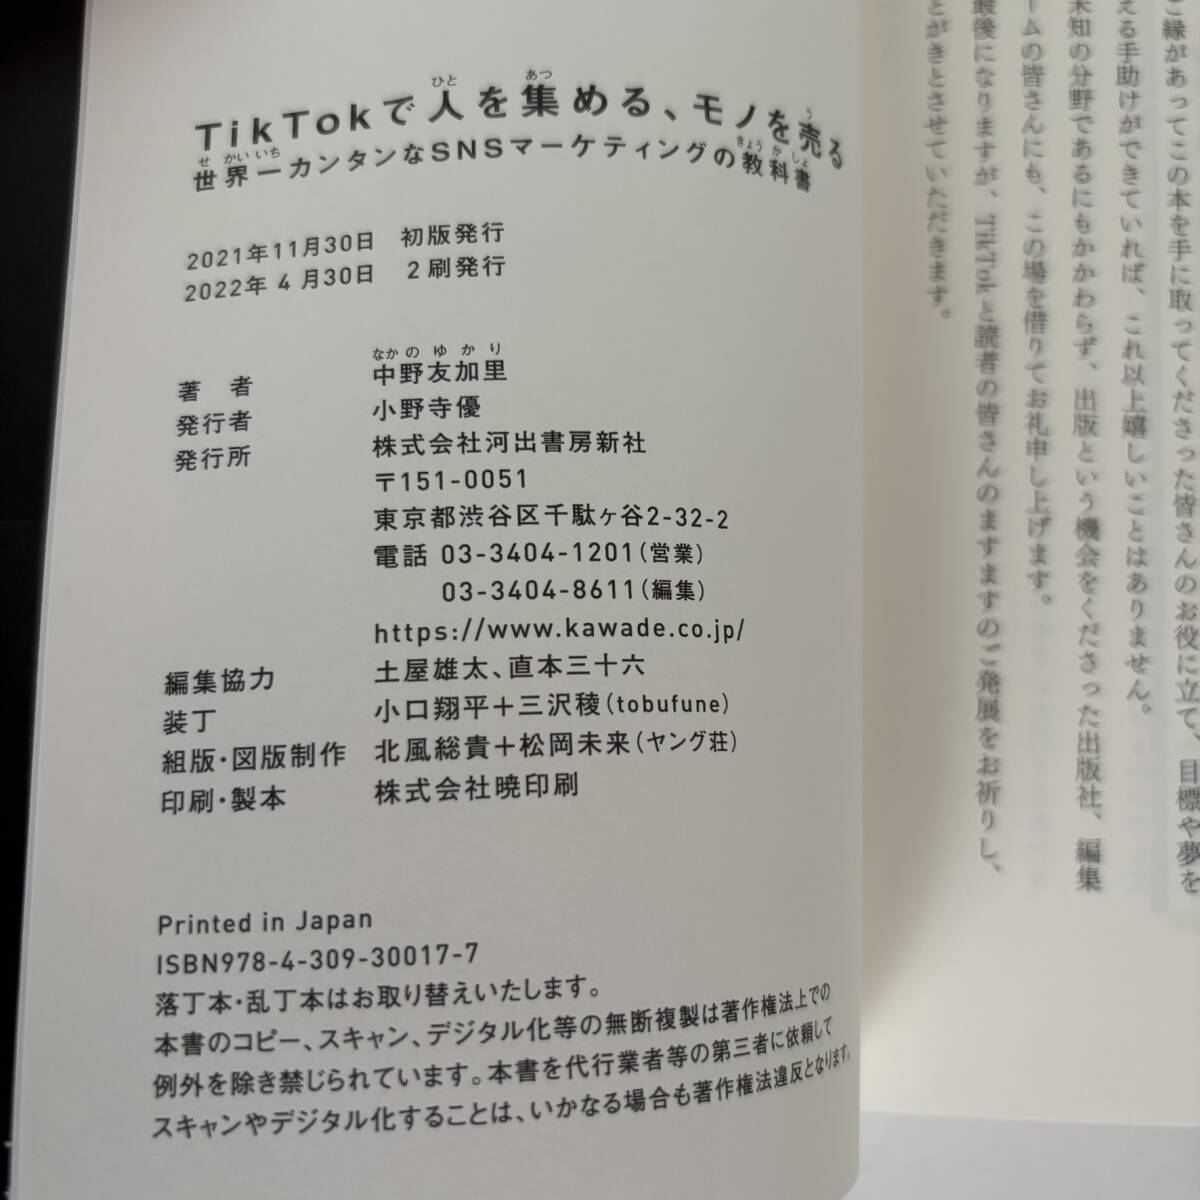 TikTokで人を集める、モノを売る
世界一カンタンなSNSマーケティングの教科書
2021年11月30日 初版発行
2022年 4 月30日 2 刷発行
なかのゆかり
著 者 中野友加里
発行者 小野寺優
発行所 株式会社河出書房新社
〒151-0051
東京都渋谷区千駄ヶ谷2-32-2
電話 03-3404-1201(営業)
03-3404-8611(編集)
https://www.kawade.co.jp/
編集協力 土屋雄太、直本三十六
装丁 小口翔平+三沢稜(tobufune)
組版・図版制作 北風総貴+松岡未来(ヤング荘)
印刷・製本 株式会社暁印刷
Printed in Japan
ISBN978-4-309-30017-7
落丁本・乱丁本はお取り替えいたします。
本書のコピー、スキャン、デジタル化等の無断複製は著作権法上での
例外を除き禁じられています。本書を代行業者等の第三者に依頼して
スキャンやデジタル化することは、いかなる場合も著作権法違反となります。
縁があってこの本を手に取ってくださった皆さんのお役に立て、目標や夢を
える手助けができていれば、これ以上嬉しいことはありません。
未知の分野であるにもかかわらず、出版という機会をくださった出版社、編集
ームの皆さんにも、この場を借りてお礼申し上げます。
最後になりますが、TikTokと読者の皆さんのますますのご発展をお祈りし、
とがきとさせていただきます。